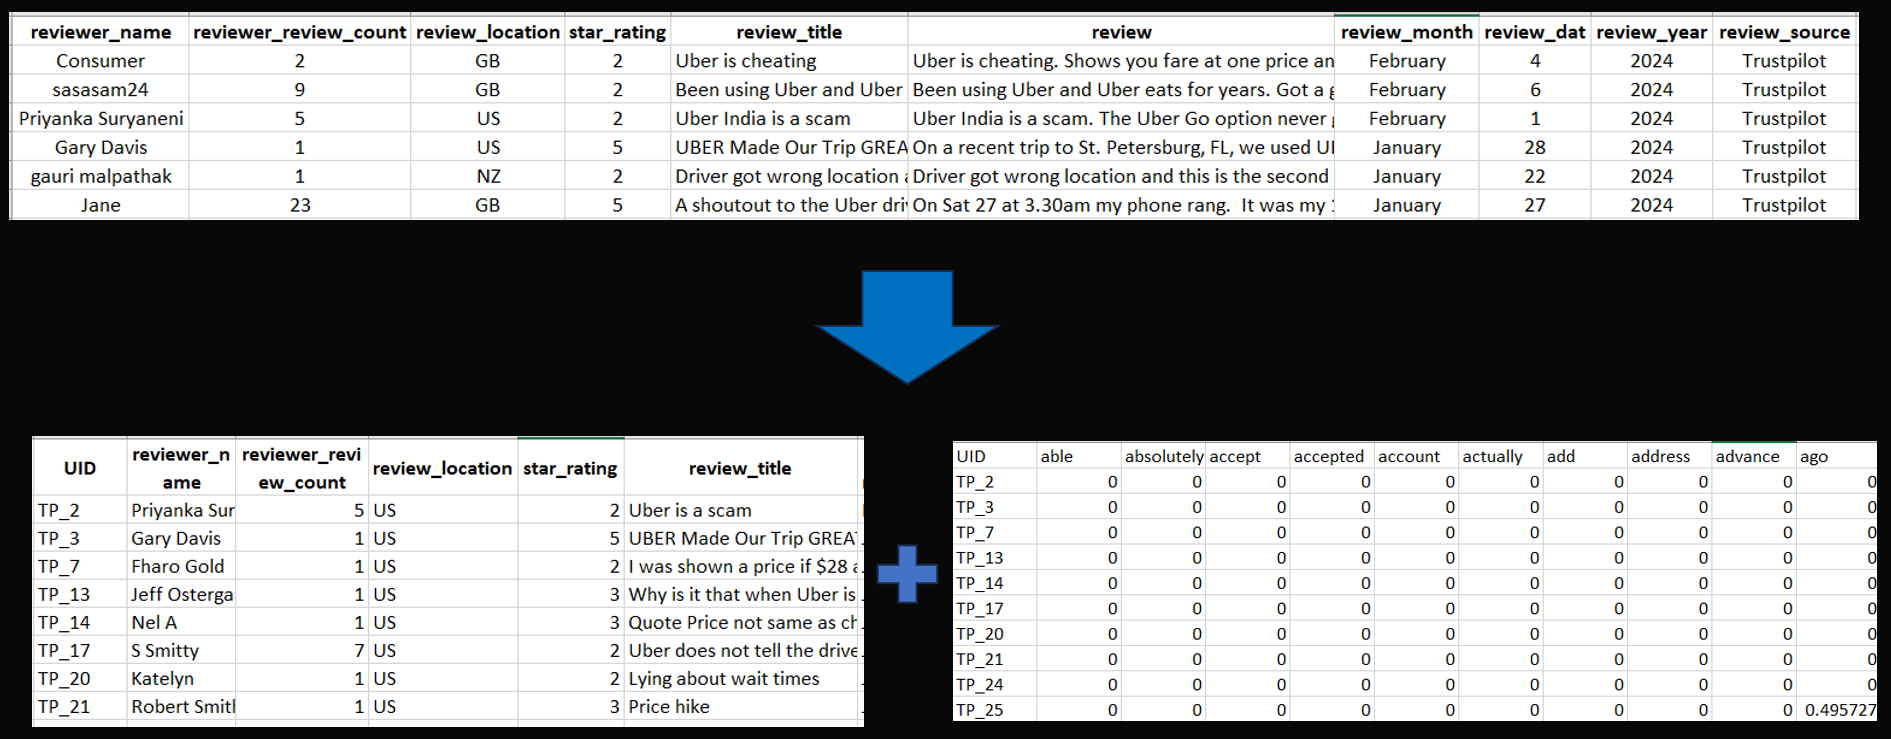 reviewer_name reviewer_review_count review_location star_rating review_title review review_month review_dat review_year review_source
Consumer 2 GB 2 Uber is cheating Uber is cheating. Shows you fare at one price an February 4 2024 Trustpilot
sasasam24 9 GB 2 Been using Uber and Uber Been using Uber and Uber eats for years. Got a February 6 2024 Trustpilot
Priyanka Suryaneni 5 US 2 Uber India is a scam Uber India is a scam. The Uber Go option never February 1 2024 Trustpilot
Gary Davis 1 US 5 UBER Made Our Trip GREA On a recent trip to St. Petersburg, FL, we used January 28 2024 Trustpilot
gauri malpathak 1 NZ 2 Driver got wrong location Driver got wrong location and this is the second January 22 2024 Trustpilot
Jane 23 GB 5 A shoutout to the Uber dri On Sat 27 at 3.30am my phone rang. It was my January 27 2024 Trustpilot
UID reviewer_n
ame reviewer_revi
ew_count review_location star_rating review_title
TP_2 Priyanka Sur 5 US 2 Uber is a scam
TP_3 Gary Davis 1 US 5 UBER Made Our Trip GREA
TP_7 Fharo Gold 1 US 2 I was shown a price if $28
TP_13 Jeff Osterga 1 US 3 Why is it that when Uber is
TP_14 Nel A 1 US 3 Quote Price not same as
TP_17 S Smitty 7 US 2 Uber does not tell the drive
TP_20 Katelyn 1 US 2 Lying about wait times
TP_21 Robert Smit 1 US 3 Price hike
UID able absolutely accept accepted account actually add address advance ago
TP_2 0 0 0 0 0 0 0 0 0 0
TP_3 0 0 0 0 0 0 0 0 0 0
TP_7 0 0 0 0 0 0 0 0 0 0
TP_13 0 0 0 0 0 0 0 0 0 0
TP_14 0 0 0 0 0 0 0 0 0 0
TP_17 0 0 0 0 0 0 0 0 0 0
TP_20 0 0 0 0 0 0 0 0 0 0
TP_21 0 0 0 0 0 0 0 0 0 0
TP_24 0 0 0 0 0 0 0 0 0 0
TP_25 0 0 0 0 0 0 0 0 0 0.495727